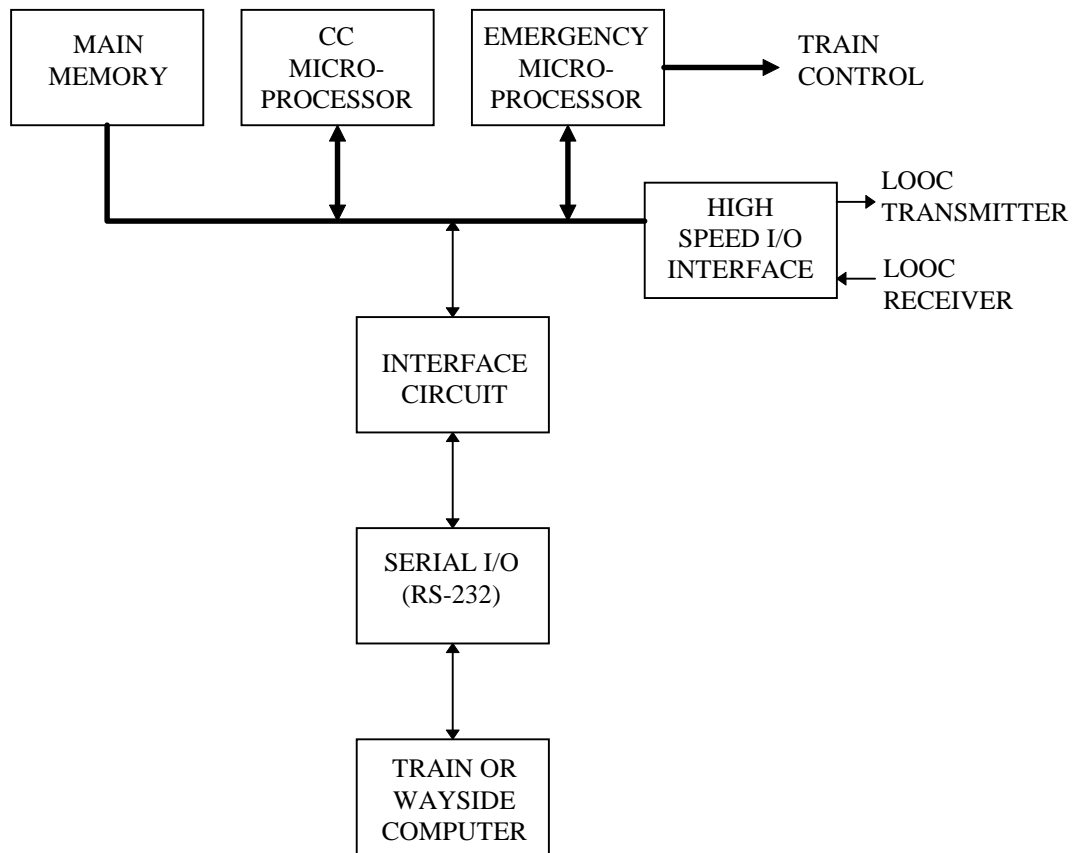 MAIN
MEMORY
CC
MICRO-
PROCESSOR
EMERGENCY
MICRO-
PROCESSOR
TRAIN
CONTROL
HIGH
SPEED I/O
INTERFACE
LOOC
TRANSMITTER
LOOC
RECEIVER
INTERFACE
CIRCUIT
SERIAL I/O
(RS-232)
TRAIN OR
WAYSIDE
COMPUTER